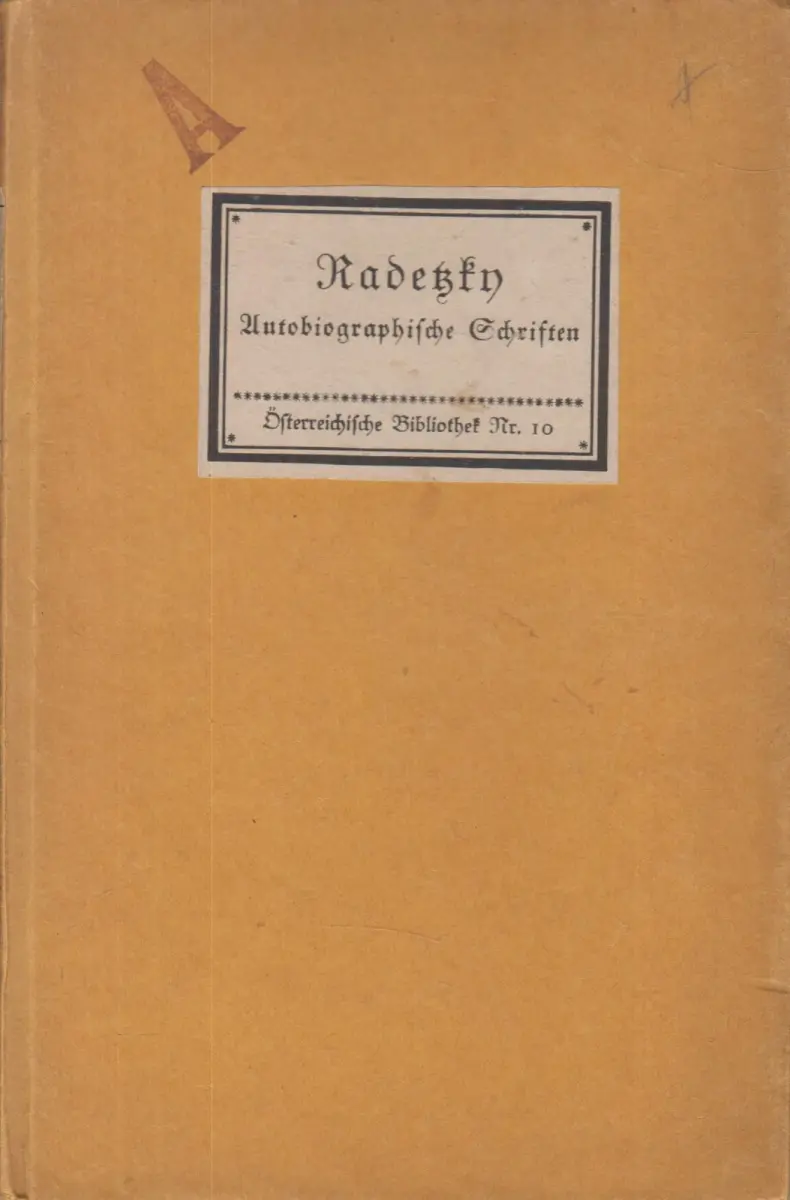 A
Radetzky
Autobiographische Schriften
Österreichische Bibliothek Nr. 10